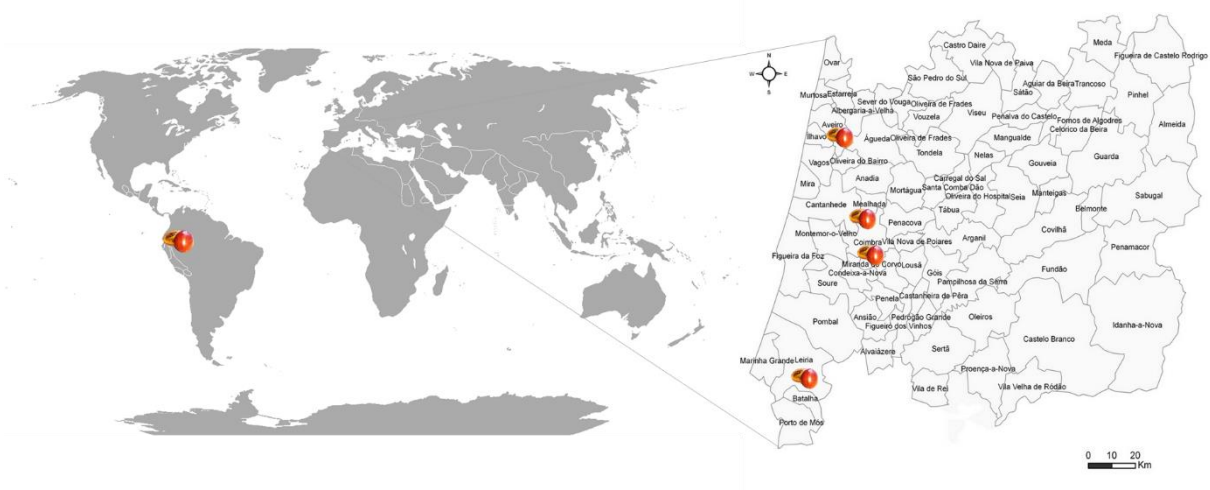 Castro Daire
Meda
Figueira de Castelo Rodrigo
Ovar
N
W
E
S
Vila Nova de Paiva
São Pedro do Sul
Aguiar da Beira
Trancoso
Murtosa
Estarreja
Sever do Vouga
Sátão
Pinhel
Oliveira de Frades
Albergaria-a-Velha
Vouzela
Viseu
Penalva do Castelo
Fornos de Algodres
Almeida
Aveiro
Celorico da Beira
Ílhavo
Águeda
Oliveira de Frades
Mangualde
Tondela
Nelas
Guarda
Vagos
Oliveira do Bairro
Gouveia
Mira
Anadia
Carregal do Sal
Mortágua
Santa Comba Dão
Manteigas
Sabugal
Oliveira do Hospital
Seia
Cantanhede
Mealhada
Tábua
Belmonte
Penacova
Covilhã
Montemor-o-Velho
Arganil
Coimbra
Vila Nova de Poiares
Penamacor
Figueira da Foz
Miranda do Corvo
Lousã
Fundão
Condeixa-a-Nova
Góis
Soure
Pampilhosa da Serra
Penela
Castanheira de Pêra
Pombal
Ansião
Pedrógão Grande
Oleiros
Idanha-a-Nova
Figueiró dos Vinhos
Castelo Branco
Sertã
Alvaiázere
Marinha Grande
Leiria
Proença-a-Nova
Vila de Rei
Vila Velha de Ródão
Batalha
Porto de Mós
0 10 20
Km